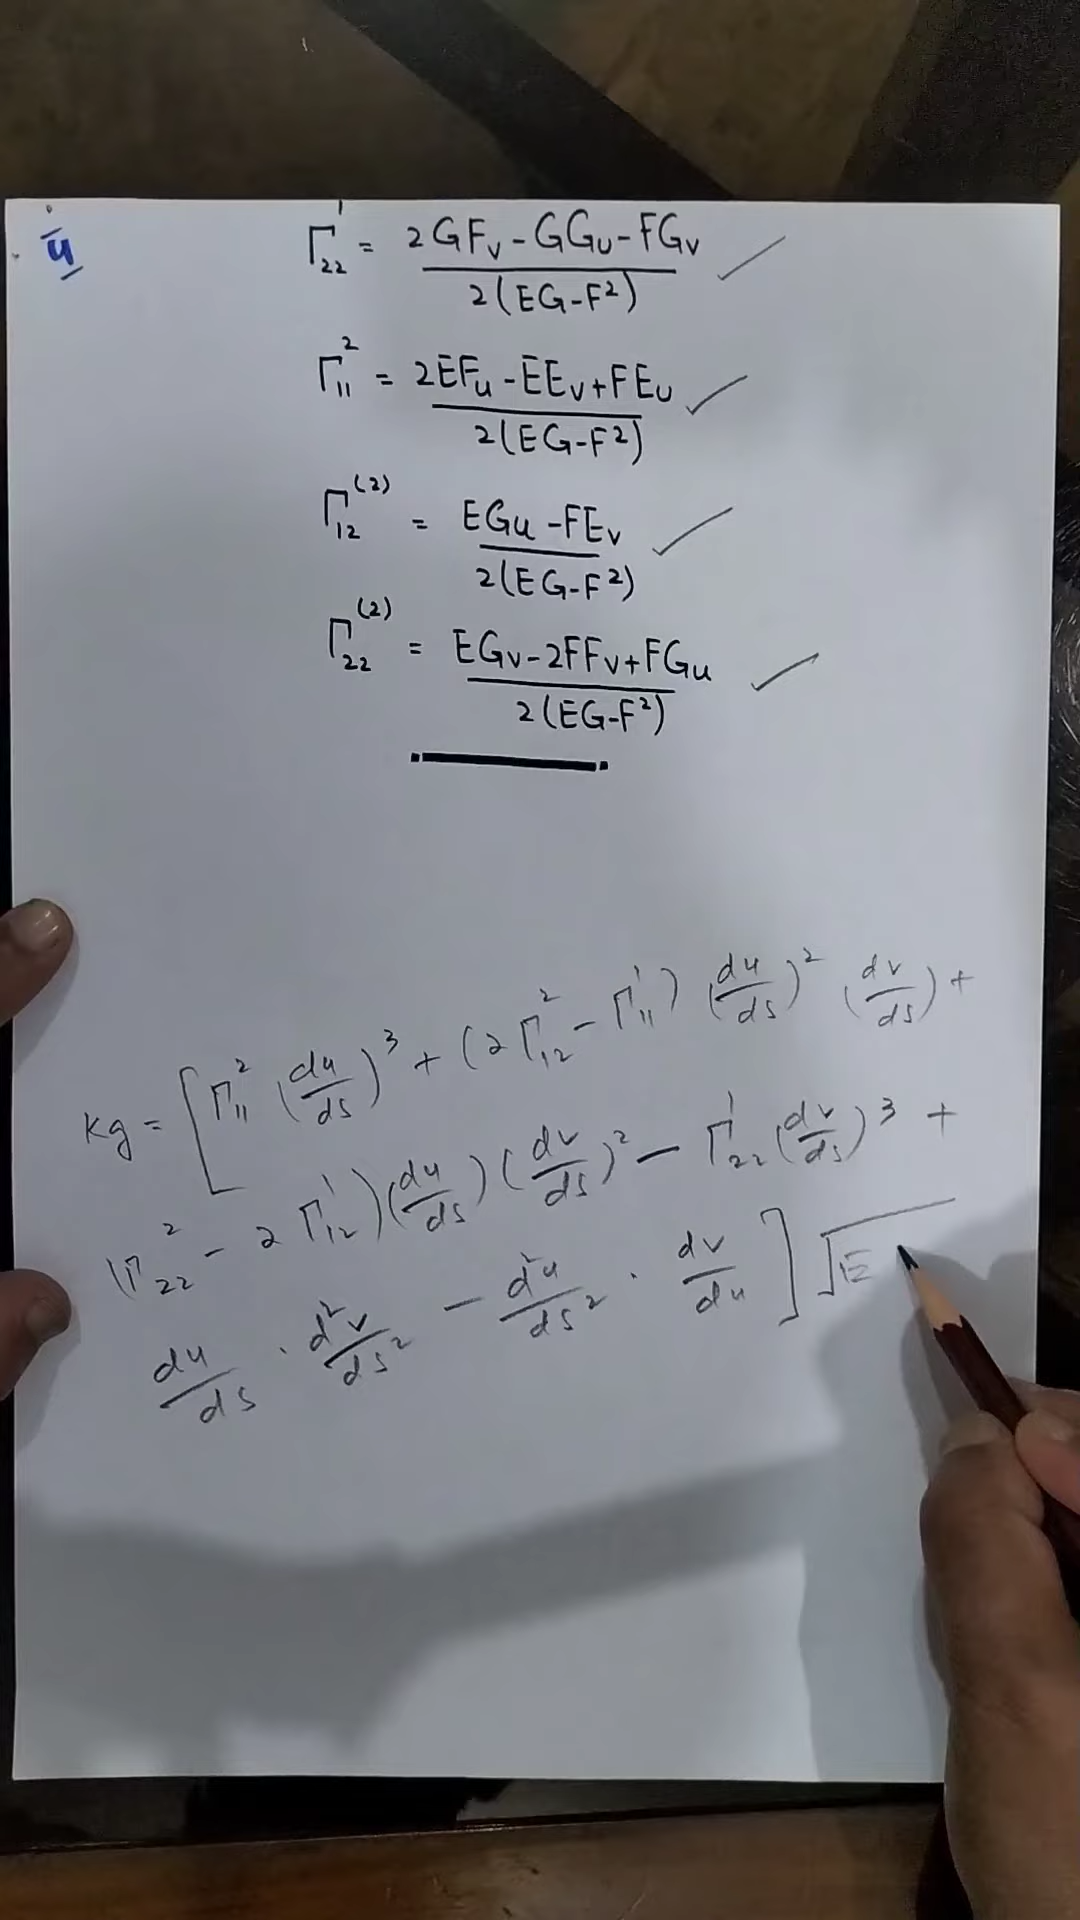 4
Γ¹₂₂ = (2GFᵥ - GGᵤ - FGᵥ) / 2(EG-F²)
Γ²₁₁ = (2EFᵤ - EEᵥ + FEᵤ) / 2(EG-F²)
Γ₁₂⁽²⁾ = (EGᵤ - FEᵥ) / 2(EG-F²)
Γ₂₂⁽²⁾ = (EGᵥ - 2FFᵥ + FGᵤ) / 2(EG-F²)
Kg = [Γ²₁₁ (du/ds)³ + (2Γ²₁₂ - Γ¹₁₁) (du/ds)² (dv/ds) +
(Γ²₂₂ - 2Γ¹₁₂)(du/ds)(dv/ds)² - Γ¹₂₂(dv/ds)³ +
du/ds · d²v/ds² - d²u/ds² · dv/du ] √E